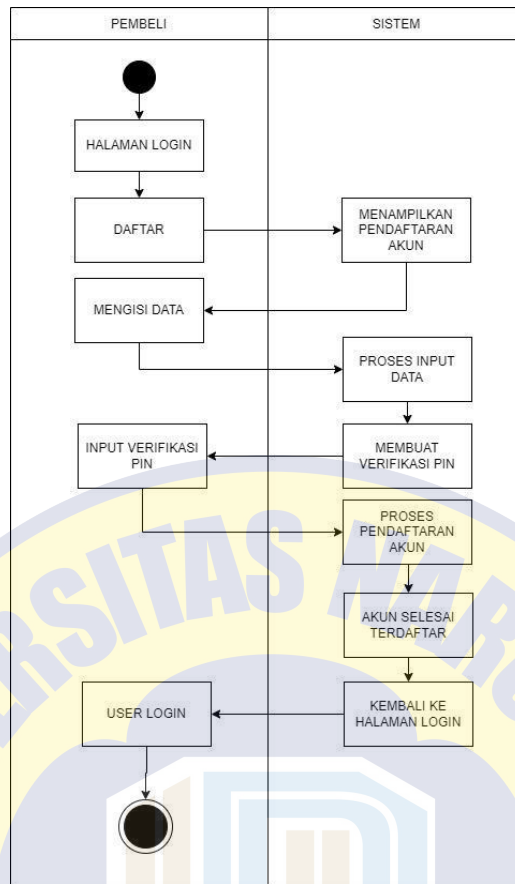 PEMBELI
SISTEM
HALAMAN LOGIN
DAFTAR
MENAMPILKAN
PENDAFTARAN
AKUN
MENGISI DATA
PROSES INPUT
DATA
INPUT VERIFIKASI
PIN
MEMBUAT
VERIFIKASI PIN
PROSES
PENDAFTARAN
AKUN
AKUN SELESAI
TERDAFTAR
USER LOGIN
KEMBALI KE
HALAMAN LOGIN